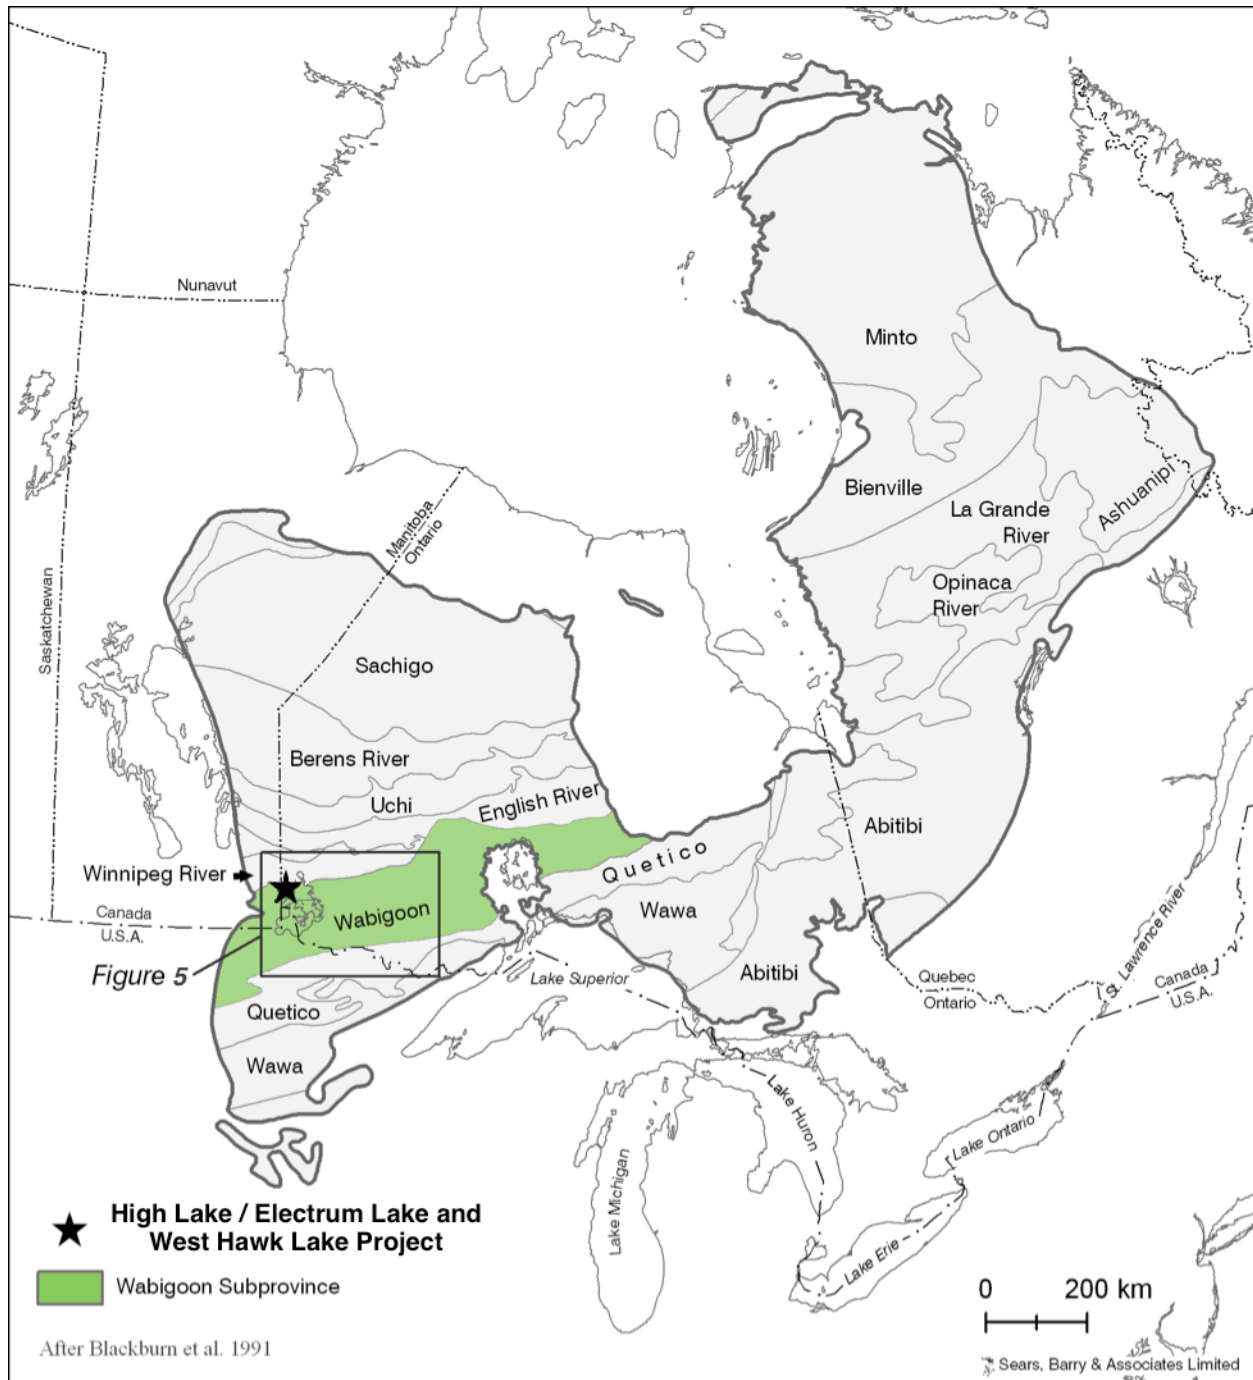 Nunavut
Minto
Bienville
La Grande
River
Ashuanipi
Manitoba
Ontario
Opinaca
River
Saskatchewan
Sachigo
Berens River
Uchi
English River
Abitibi
Quetico
Winnipeg River
Wabigoon
Wawa
Canada
U.S.A.
Figure 5
Lake Superior
Abitibi
Quebec
Ontario
St. Lawrence River
Canada
U.S.A.
Quetico
Wawa
Lake Huron
Lake Ontario
Lake Michigan
Lake Erie
High Lake / Electrum Lake and
West Hawk Lake Project
Wabigoon Subprovince
0 200 km
After Blackburn et al. 1991
Sears, Barry & Associates Limited